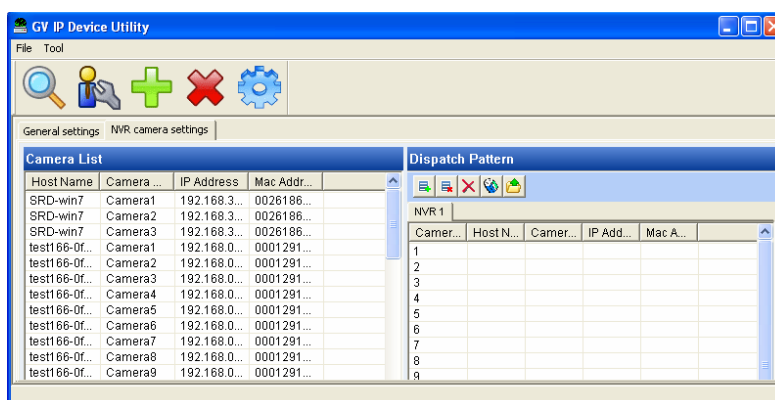 GV IP Device Utility
File Tool
General settings NVR camera settings
Camera List
Host Name Camera ... IP Address Mac Addr...
SRD-win7 Camera1 192.168.3... 0026186...
SRD-win7 Camera2 192.168.3... 0026186...
SRD-win7 Camera3 192.168.3... 0026186...
test166-0f... Camera1 192.168.0... 0001291...
test166-0f... Camera2 192.168.0... 0001291...
test166-0f... Camera3 192.168.0... 0001291...
test166-0f... Camera4 192.168.0... 0001291...
test166-0f... Camera5 192.168.0... 0001291...
test166-0f... Camera6 192.168.0... 0001291...
test166-0f... Camera7 192.168.0... 0001291...
test166-0f... Camera8 192.168.0... 0001291...
test166-0f... Camera9 192.168.0... 0001291...
Dispatch Pattern
NVR 1
Camer... Host N... Camer... IP Add... Mac A...
1
2
3
4
5
6
7
8
9